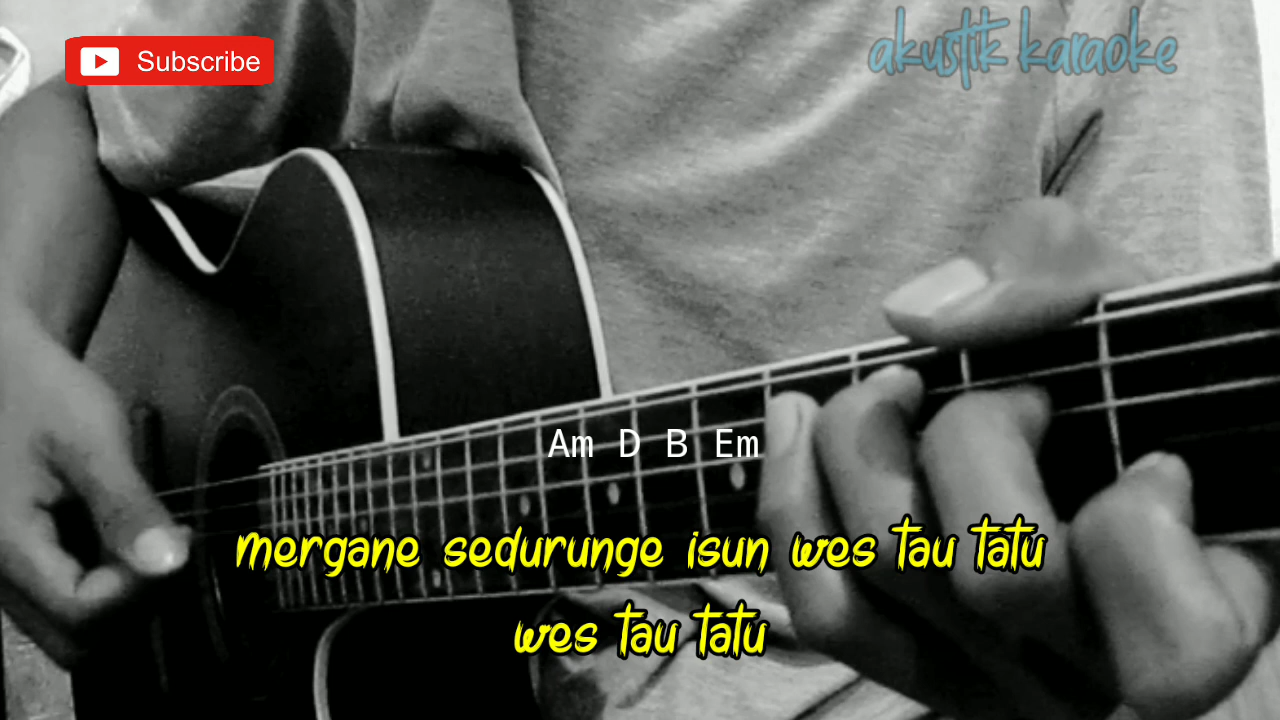 Subscribe
akustik karaoke
Am D B Em
mergane sedurunge isun wes tau tatu
wes tau tatu